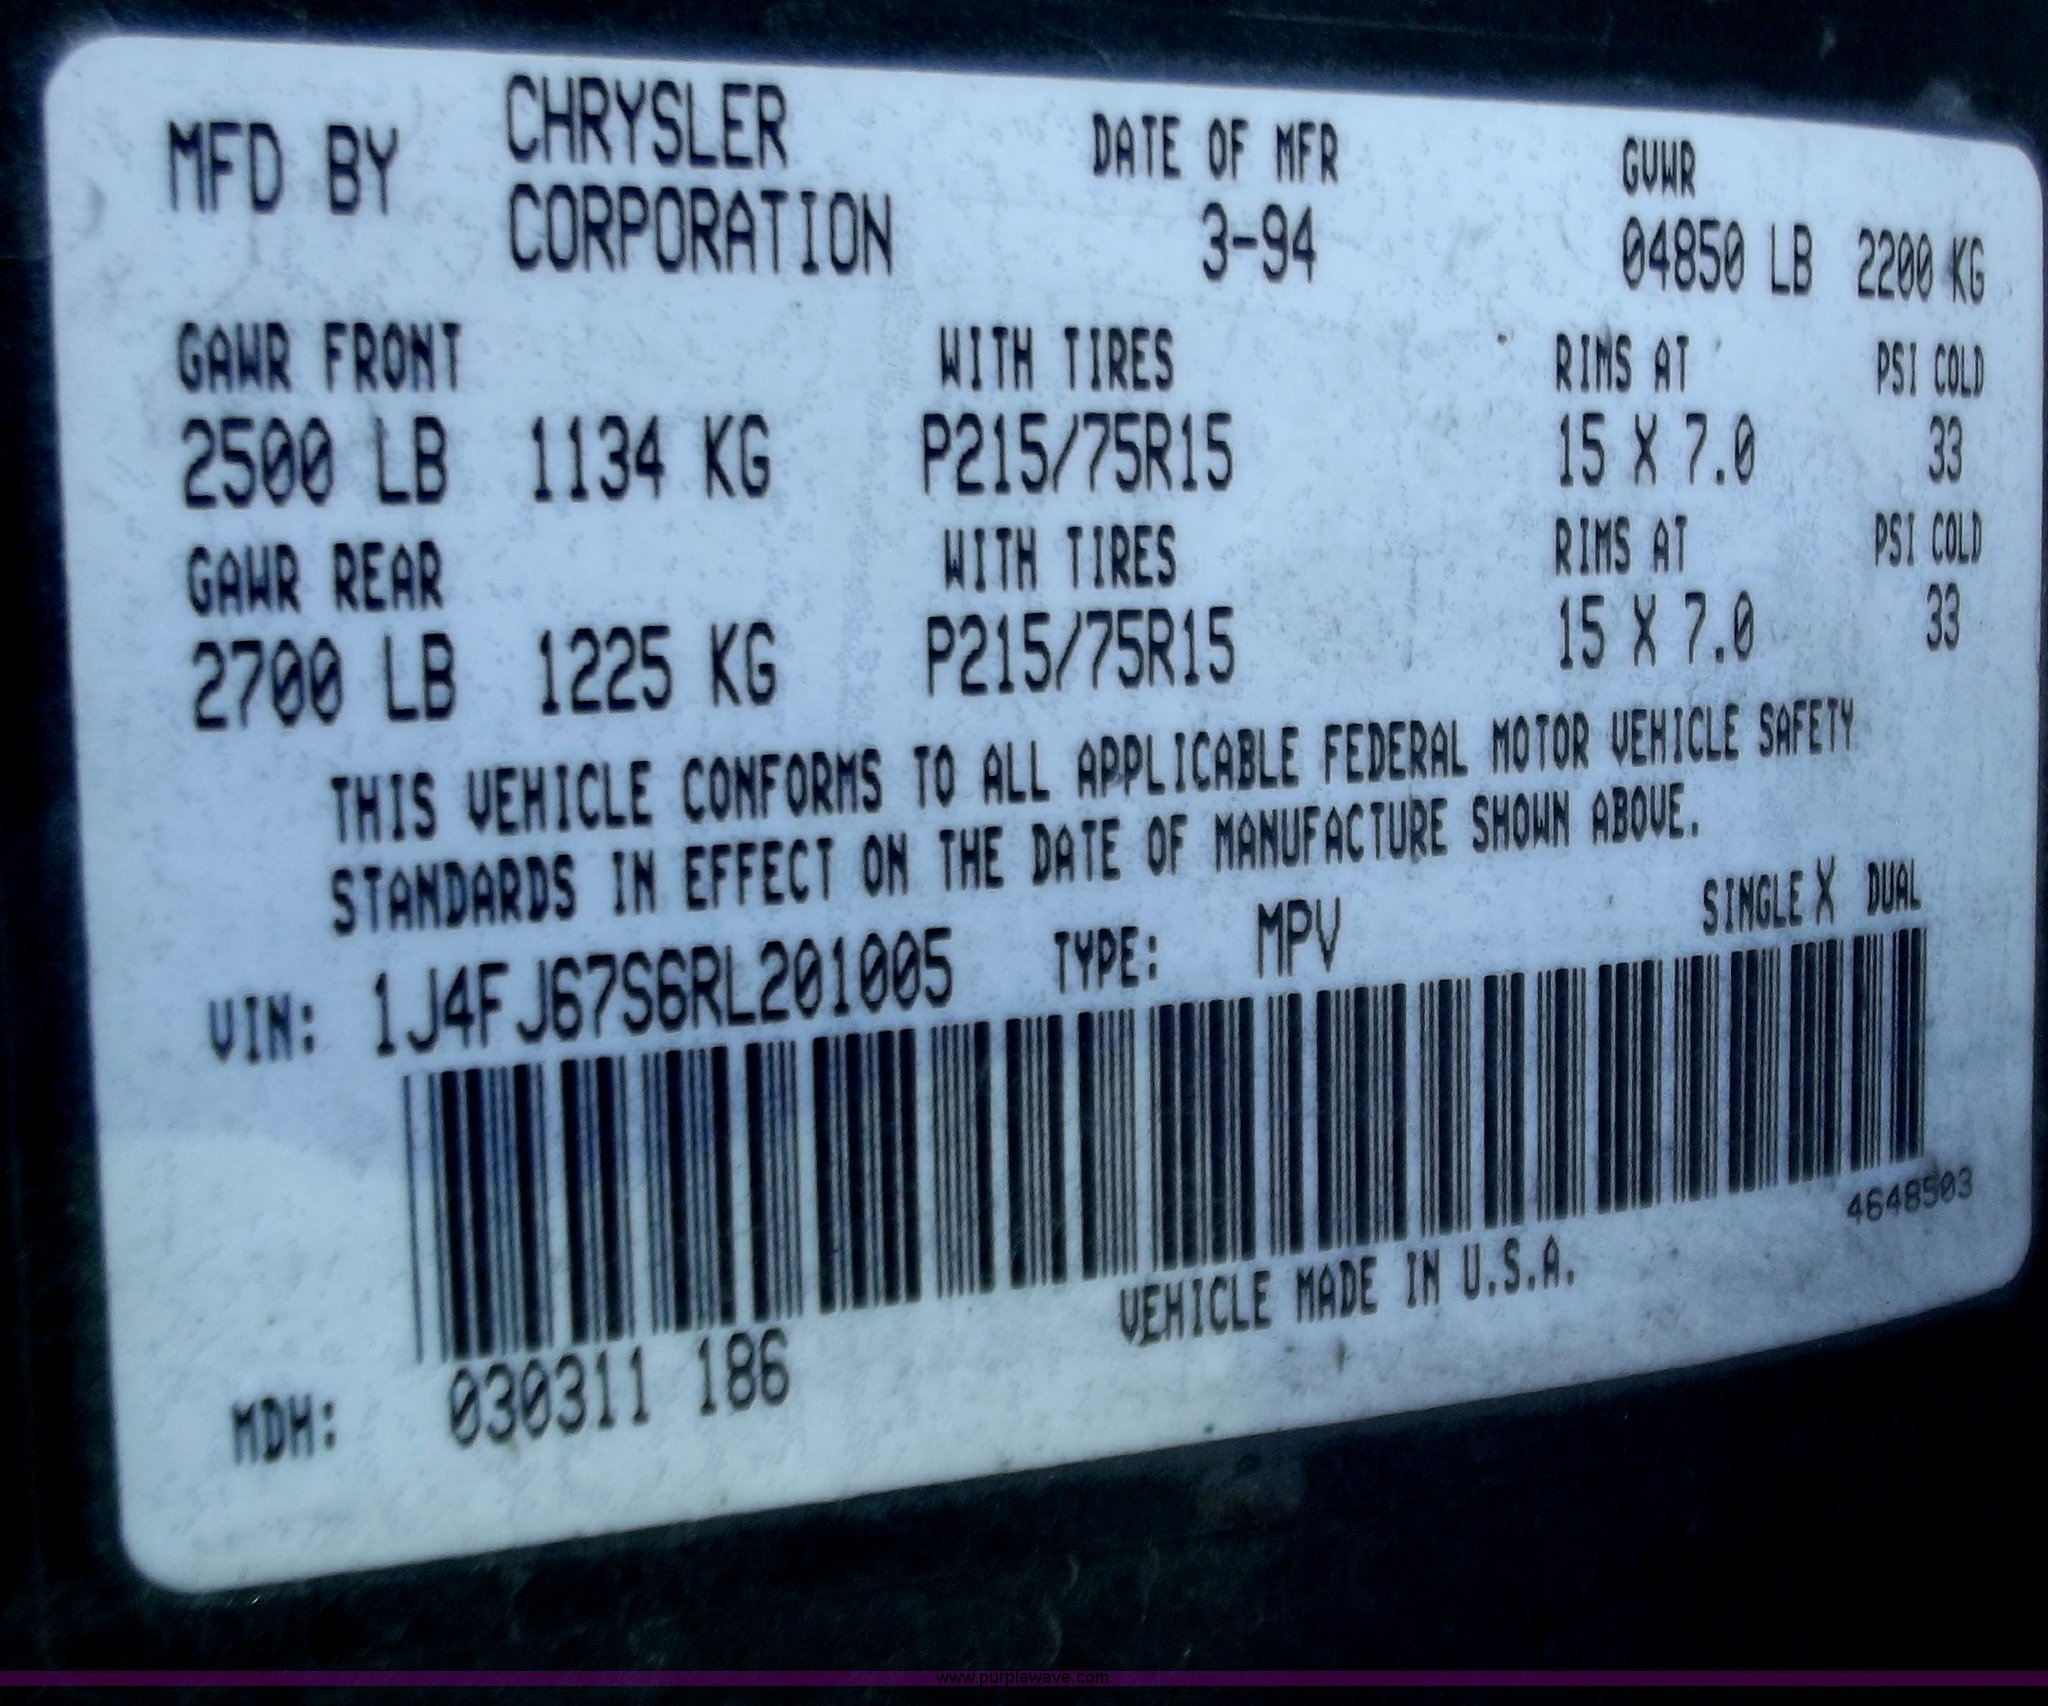 MFD BY CHRYSLER CORPORATION DATE OF MFR GVWR
3-94 04850 LB 2200 KG
GAWR FRONT WITH TIRES RIMS AT PSI COLD
2500 LB 1134 KG P215/75R15 15 X 7.0 33
GAWR REAR WITH TIRES RIMS AT PSI COLD
2700 LB 1225 KG P215/75R15 15 X 7.0 33
THIS VEHICLE CONFORMS TO ALL APPLICABLE FEDERAL MOTOR VEHICLE SAFETY
STANDARDS IN EFFECT ON THE DATE OF MANUFACTURE SHOWN ABOVE.
VIN: 1J4FJ67S6RL201005 TYPE: MPV SINGLE X DUAL
4648503
VEHICLE MADE IN U.S.A.
MDH: 030311 186
www.purplewave.com